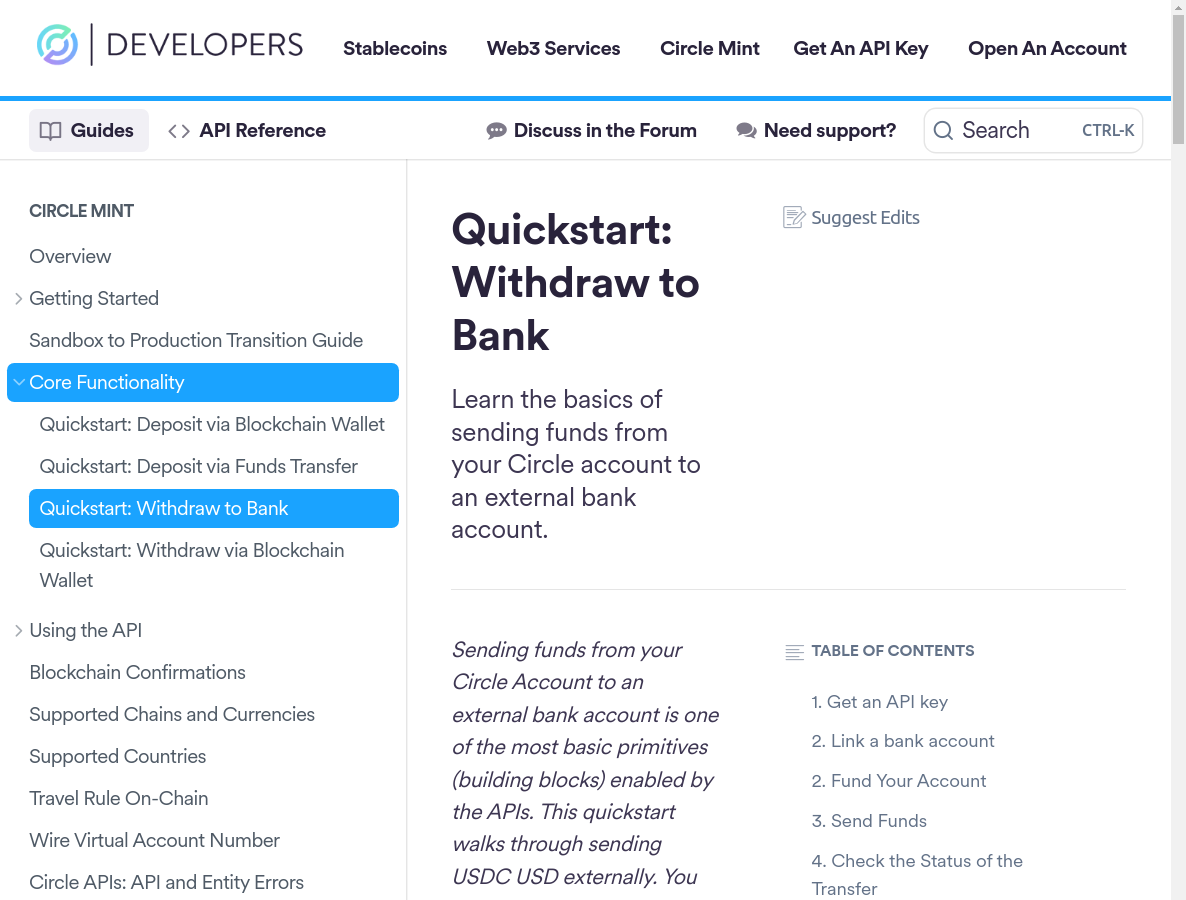 DEVELOPERS
Stablecoins
Web3 Services
Circle Mint
Get An API Key
Open An Account
Guides
API Reference
Discuss in the Forum
Need support?
Search
CTRL-K
CIRCLE MINT
Overview
Getting Started
Sandbox to Production Transition Guide
Core Functionality
Quickstart: Deposit via Blockchain Wallet
Quickstart: Deposit via Funds Transfer
Quickstart: Withdraw to Bank
Quickstart: Withdraw via Blockchain
Wallet
Using the API
Blockchain Confirmations
Supported Chains and Currencies
Supported Countries
Travel Rule On-Chain
Wire Virtual Account Number
Circle APIs: API and Entity Errors
Quickstart:
Withdraw to
Bank
Suggest Edits
Learn the basics of
sending funds from
your Circle account to
an external bank
account.
Sending funds from your
Circle Account to an
external bank account is one
of the most basic primitives
(building blocks) enabled by
the APIs. This quickstart
walks through sending
USDC USD externally. You
TABLE OF CONTENTS
1. Get an API key
2. Link a bank account
2. Fund Your Account
3. Send Funds
4. Check the Status of the
Transfer